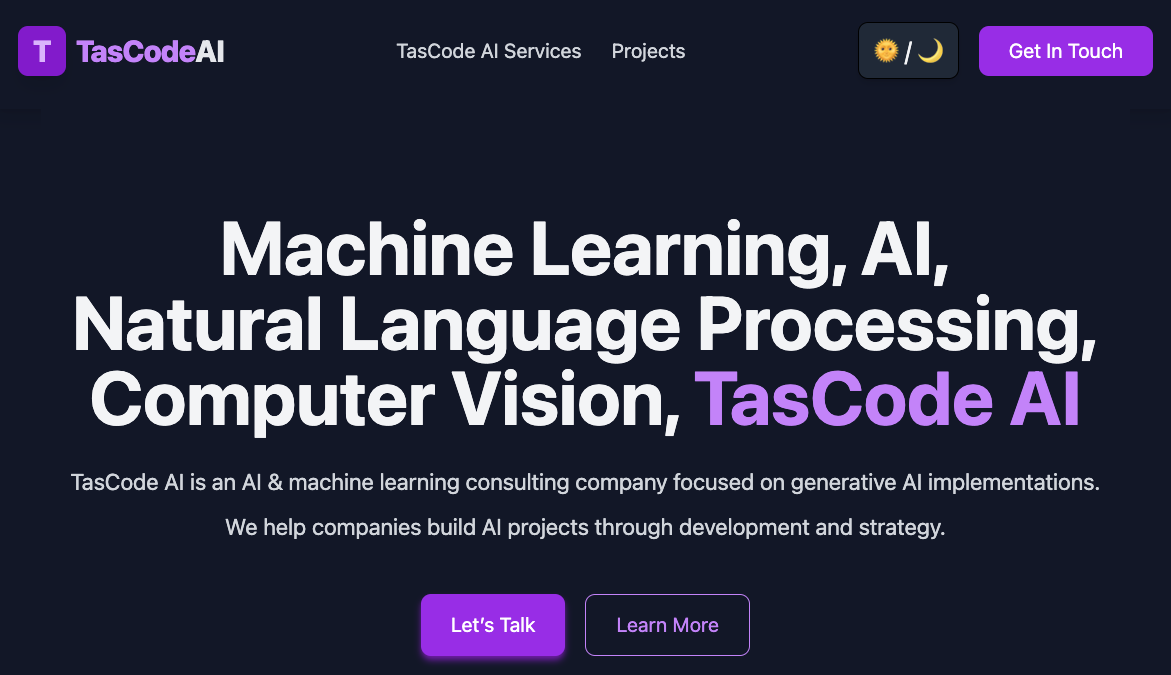 T TasCodeAI
TasCode AI Services
Projects
🌞 / 🌙
Get In Touch
Machine Learning, AI,
Natural Language Processing,
Computer Vision, TasCode AI
TasCode AI is an AI & machine learning consulting company focused on generative AI implementations.
We help companies build AI projects through development and strategy.
Let’s Talk
Learn More